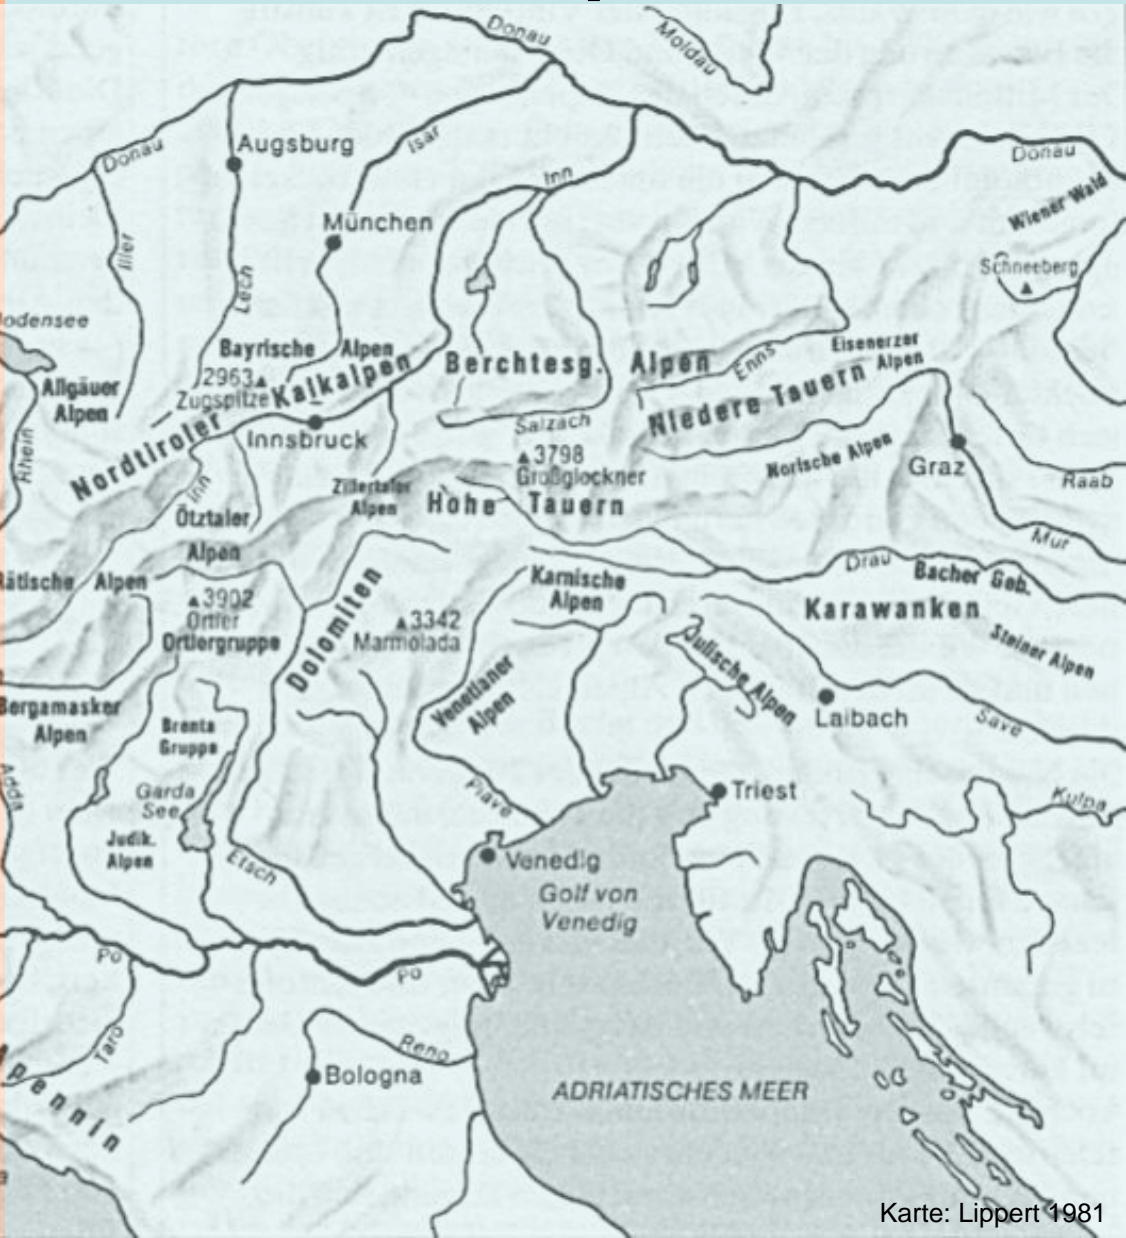 Donau
Moldau
Donau
Augsburg
Isar
Donau
Inn
Wiener Wald
München
Iller
Lech
Schneeberg
Bodensee
Bayrische Alpen
Berchtesg. Alpen
Enns
Eisenerzer
Alpen
2963
Zugspitze
Kalkalpen
Allgäuer
Alpen
Niedere Tauern
Salzach
Nordtiroler
Innsbruck
Rhein
3798
Großglockner
Norische Alpen
Graz
Raab
Inn
Zillertaler
Alpen
Hohe Tauern
Ötztaler
Alpen
Mur
Drau
Bacher Geb.
Rätische Alpen
Karnische
Alpen
3902
Ortler
Ortlergruppe
Dolomiten
3342
Marmolada
Karawanken
Steiner Alpen
Julische Alpen
Venetianer
Alpen
Bergamasker
Alpen
Brenta
Gruppe
Laibach
Save
Adda
Garda
See
Piave
Triest
Kulpa
Judik.
Alpen
Etsch
Venedig
Golf von
Venedig
Po
Po
Taro
Reno
Bologna
Apennin
ADRIATISCHES MEER
Karte: Lippert 1981